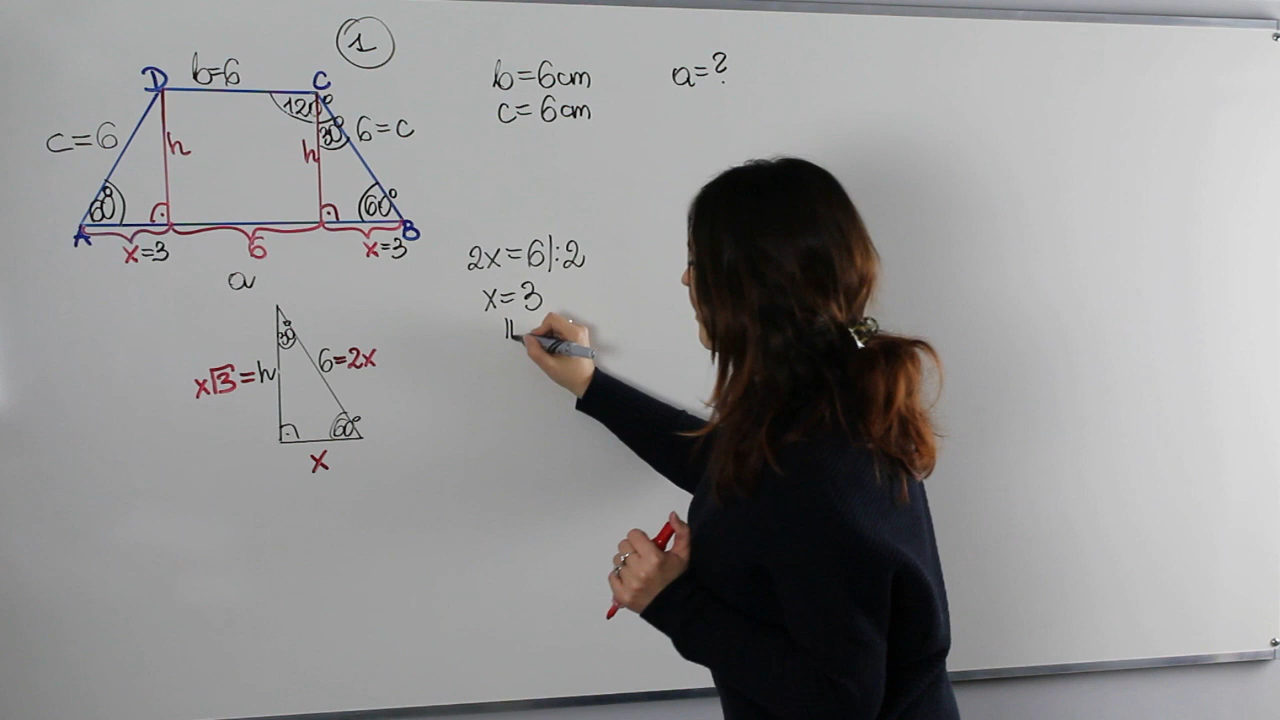 1
D b=6 C
120° 30°
c=6 h h 6=c
60° 60°
A B
x=3 6 x=3
a
30°
x√3=h 6=2x
60°
x
b=6cm a=?
c=6cm
2x=6|:2
x=3